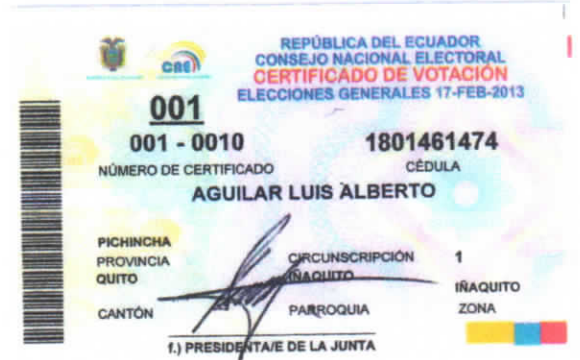 REPÚBLICA DEL ECUADOR
CONSEJO NACIONAL ELECTORAL
CNE
CERTIFICADO DE VOTACIÓN
ELECCIONES GENERALES 17-FEB-2013
001
001 - 0010 1801461474
NÚMERO DE CERTIFICADO CÉDULA
AGUILAR LUIS ALBERTO
PICHINCHA
PROVINCIA CIRCUNSCRIPCIÓN 1
QUITO IÑAQUITO
IÑAQUITO
CANTÓN PARROQUIA ZONA
f.) PRESIDENTA/E DE LA JUNTA